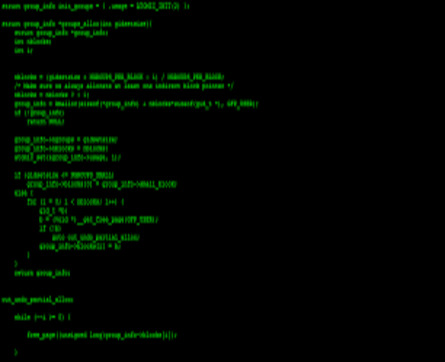 struct group_info init_groups = { .usage = ATOMIC_INIT(2) };
struct group_info *groups_alloc(int gidsetsize){
struct group_info *group_info;
int nblocks;
int i;
nblocks = (gidsetsize + NGROUPS_PER_BLOCK - 1) / NGROUPS_PER_BLOCK;
/* Make sure we always allocate at least one indirect block pointer */
nblocks = nblocks ? : 1;
group_info = kmalloc(sizeof(*group_info) + nblocks*sizeof(gid_t *), GFP_USER);
if (!group_info)
return NULL;
group_info->ngroups = gidsetsize;
group_info->nblocks = nblocks;
atomic_set(&group_info->usage, 1);
if (gidsetsize <= NGROUPS_SMALL)
group_info->blocks[0] = group_info->small_block;
else {
for (i = 0; i < nblocks; i++) {
gid_t *b;
b = (void *)__get_free_page(GFP_USER);
if (!b)
goto out_undo_partial_alloc;
group_info->blocks[i] = b;
}
}
return group_info;
out_undo_partial_alloc:
while (--i >= 0) {
free_page((unsigned long)group_info->blocks[i]);
}